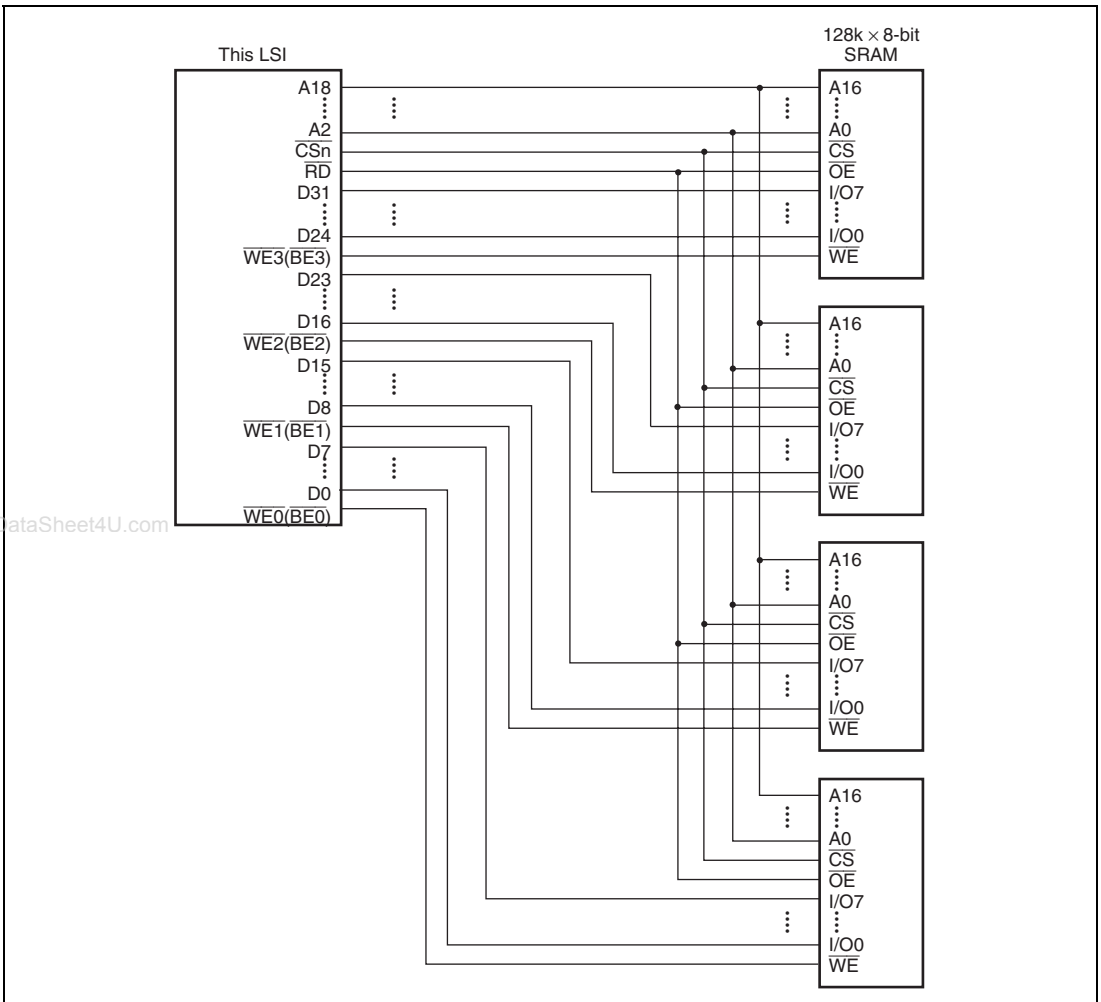 This LSI
A18
A2
CSn
RD
D31
D24
WE3(BE3)
D23
D16
WE2(BE2)
D15
D8
WE1(BE1)
D7
D0
WE0(BE0)
128k × 8-bit
SRAM
A16
A0
CS
OE
I/O7
I/O0
WE
A16
A0
CS
OE
I/O7
I/O0
WE
A16
A0
CS
OE
I/O7
I/O0
WE
A16
A0
CS
OE
I/O7
I/O0
WE
DataSheet4U.com